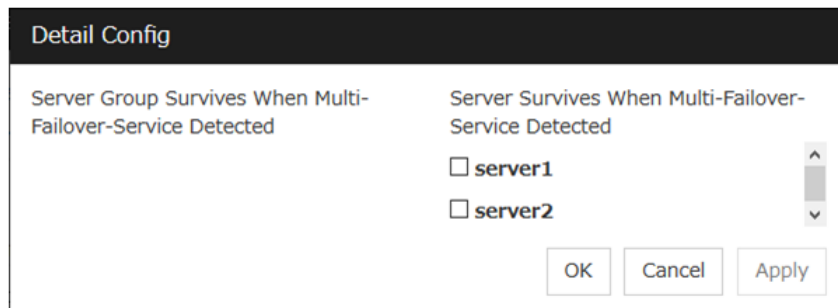 Detail Config
Server Group Survives When Multi-
Failover-Service Detected
Server Survives When Multi-Failover-
Service Detected
server1
server2
OK
Cancel
Apply